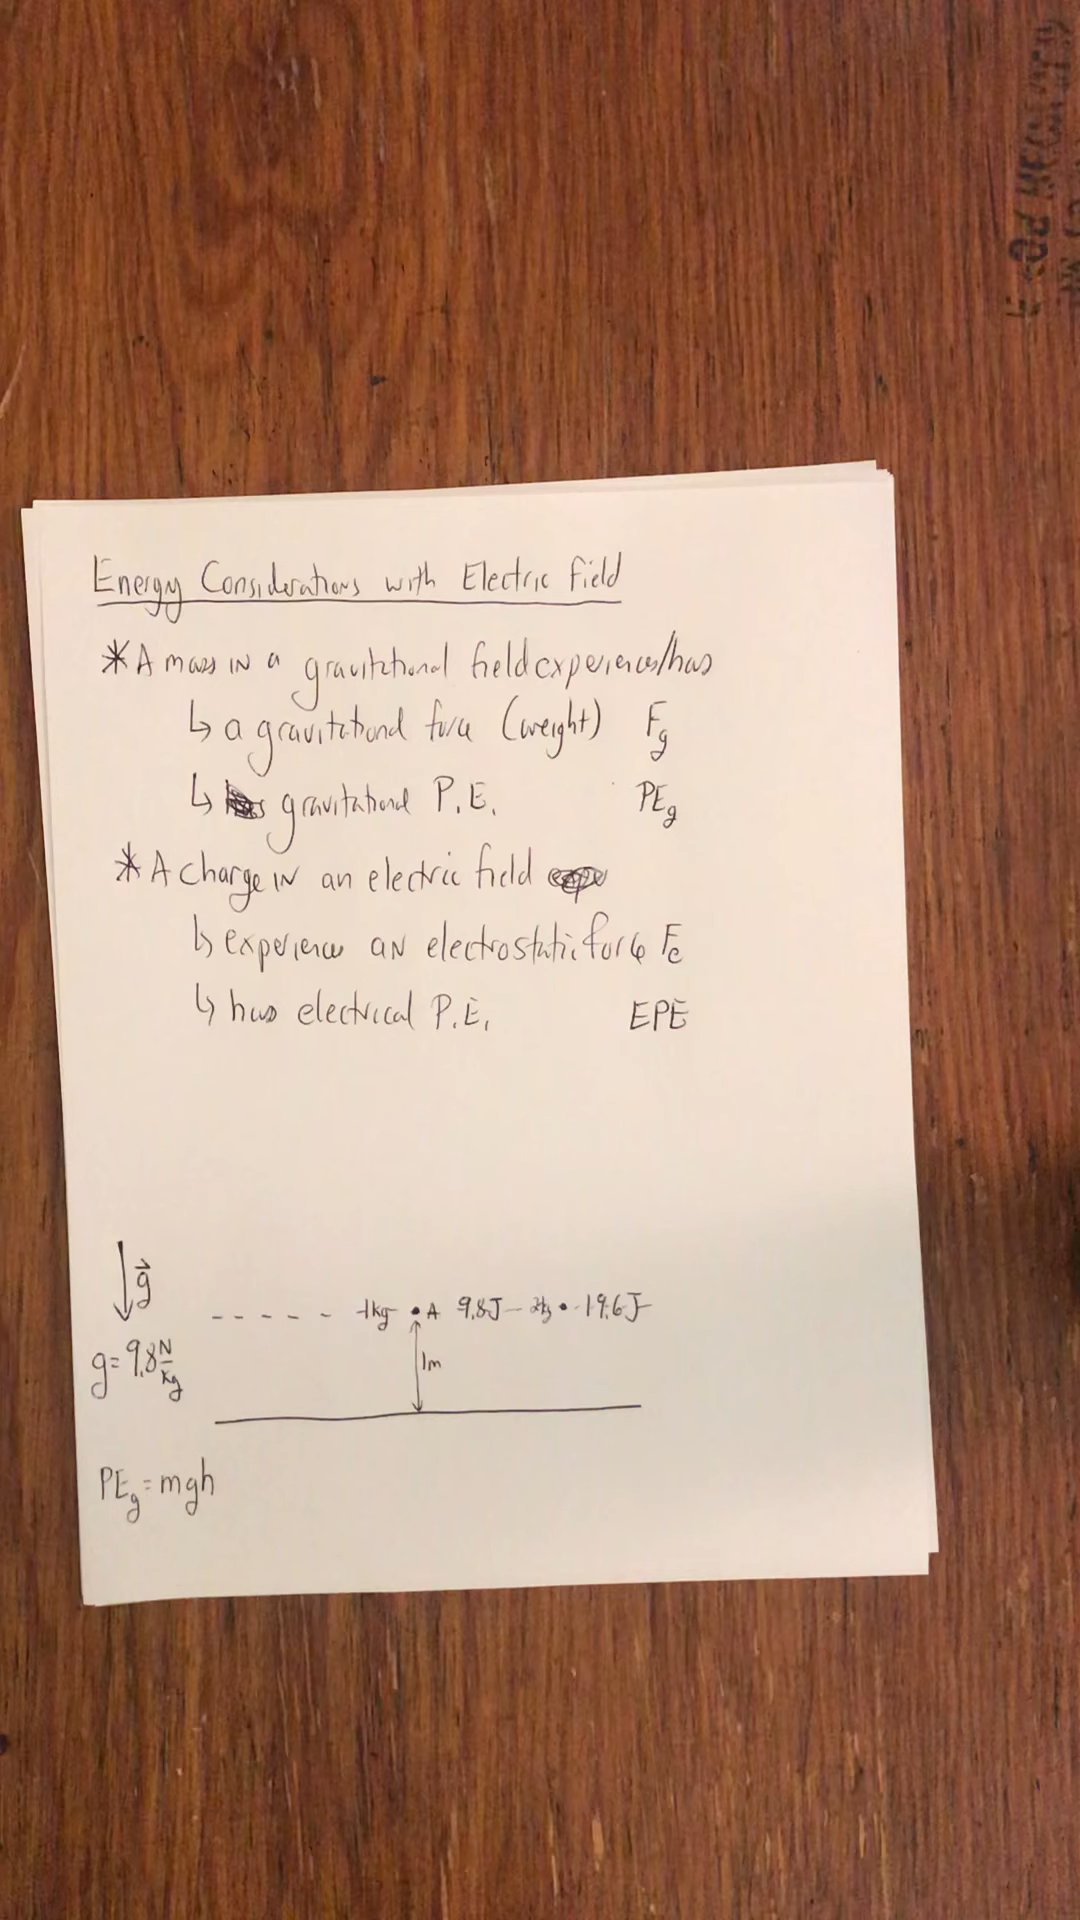 Energy Considerations with Electric Field
* A mass in a gravitational field experiences/has
↳ a gravitational force (weight) Fg
↳ gravitational P.E. PEg
* A charge in an electric field
↳ experiences an electrostatic force Fe
↳ has electrical P.E. EPE
g
g = 9.8 N/kg
1kg • A 9.8J 2kg • 19.6J
1m
PEg = mgh